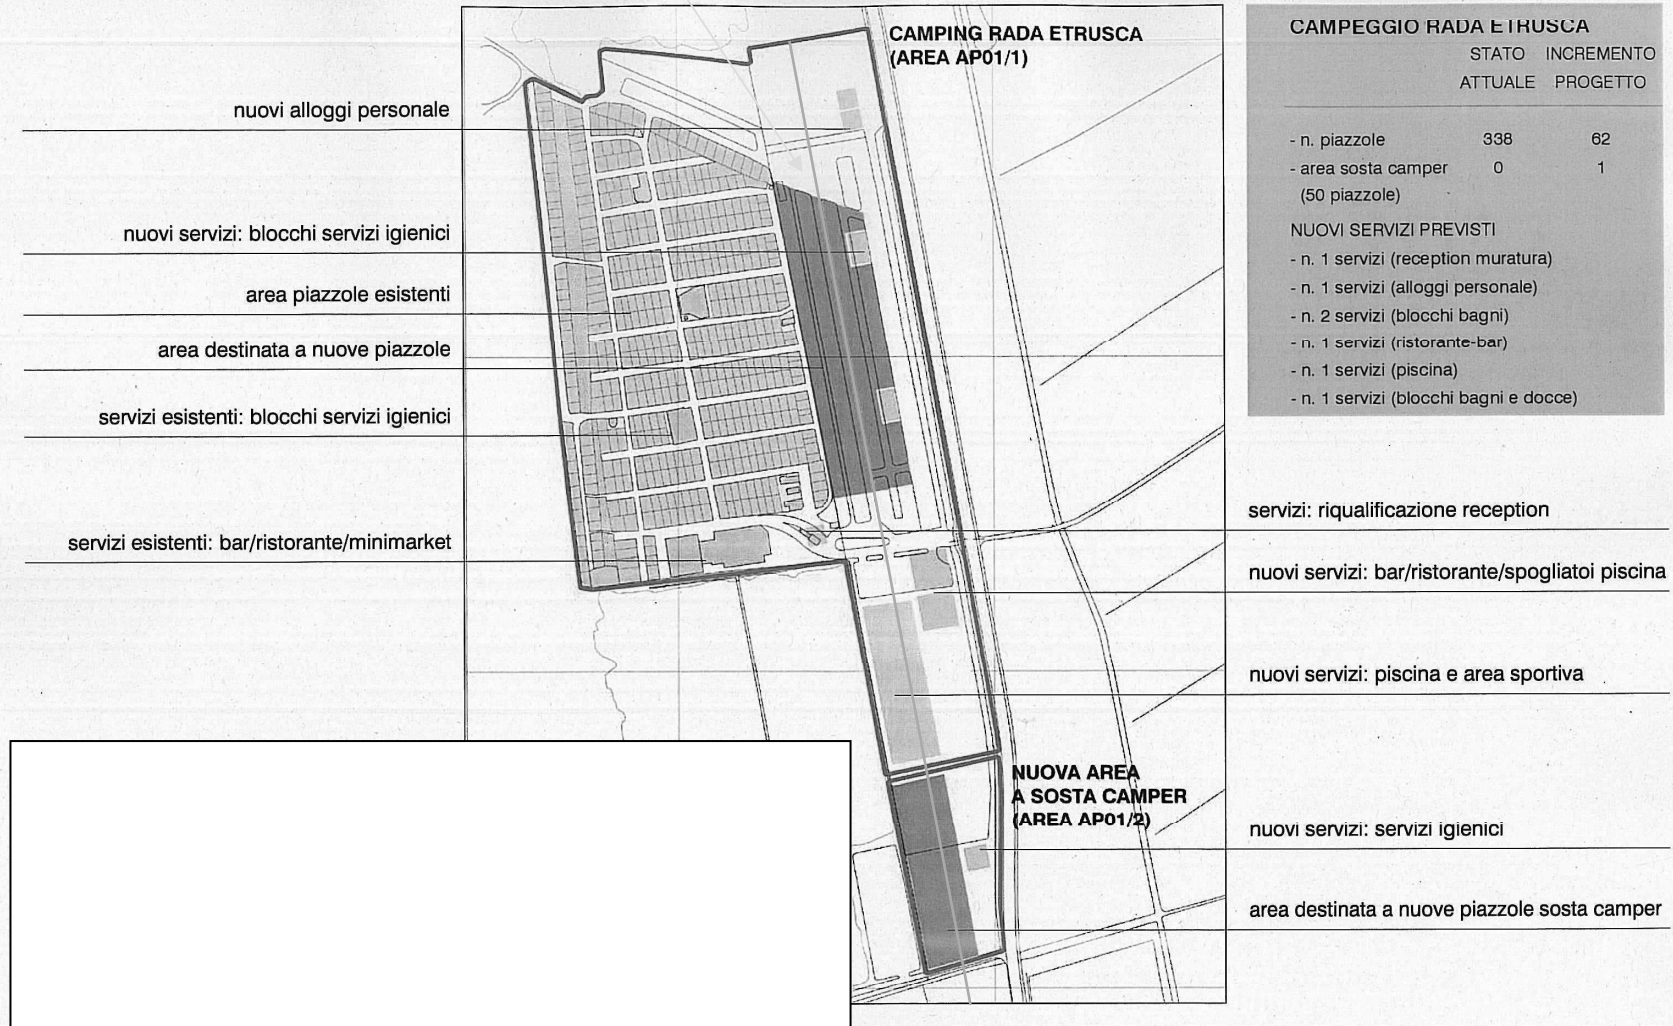 CAMPING RADA ETRUSCA
(AREA AP01/1)
nuovi alloggi personale
nuovi servizi: blocchi servizi igienici
area piazzole esistenti
area destinata a nuove piazzole
servizi esistenti: blocchi servizi igienici
servizi esistenti: bar/ristorante/minimarket
CAMPEGGIO RADA ETRUSCA
STATO INCREMENTO
ATTUALE PROGETTO
- n. piazzole 338 62
- area sosta camper 0 1
(50 piazzole)
NUOVI SERVIZI PREVISTI
- n. 1 servizi (reception muratura)
- n. 1 servizi (alloggi personale)
- n. 2 servizi (blocchi bagni)
- n. 1 servizi (ristorante-bar)
- n. 1 servizi (piscina)
- n. 1 servizi (blocchi bagni e docce)
servizi: riqualificazione reception
nuovi servizi: bar/ristorante/spogliatoi piscina
nuovi servizi: piscina e area sportiva
NUOVA AREA
A SOSTA CAMPER
(AREA AP01/2)
nuovi servizi: servizi igienici
area destinata a nuove piazzole sosta camper